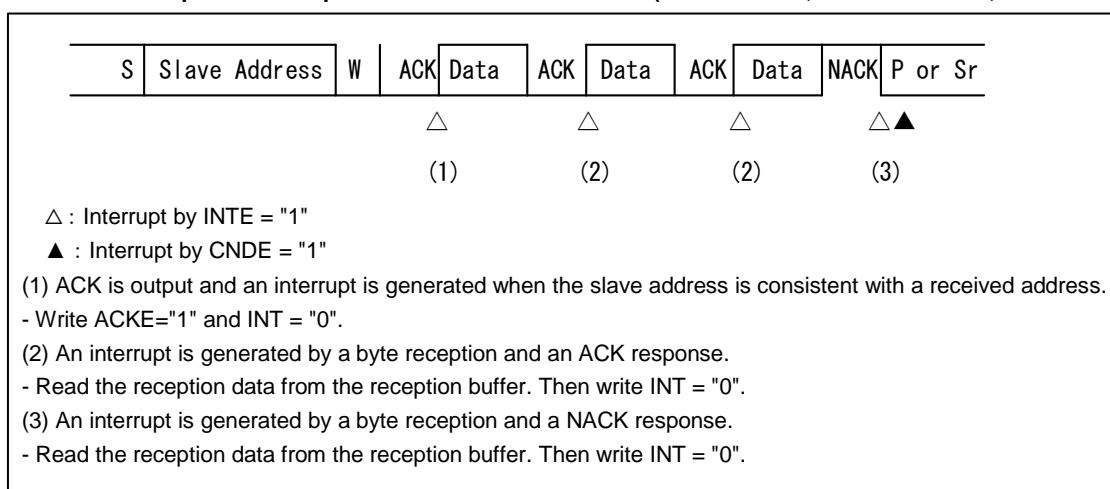 S Slave Address W ACK Data ACK Data ACK Data NACK P or Sr
△ △ △ △▲
(1) (2) (2) (3)
△ : Interrupt by INTE = "1"
▲ : Interrupt by CNDE = "1"
(1) ACK is output and an interrupt is generated when the slave address is consistent with a received address.
- Write ACKE="1" and INT = "0".
(2) An interrupt is generated by a byte reception and an ACK response.
- Read the reception data from the reception buffer. Then write INT = "0".
(3) An interrupt is generated by a byte reception and a NACK response.
- Read the reception data from the reception buffer. Then write INT = "0".